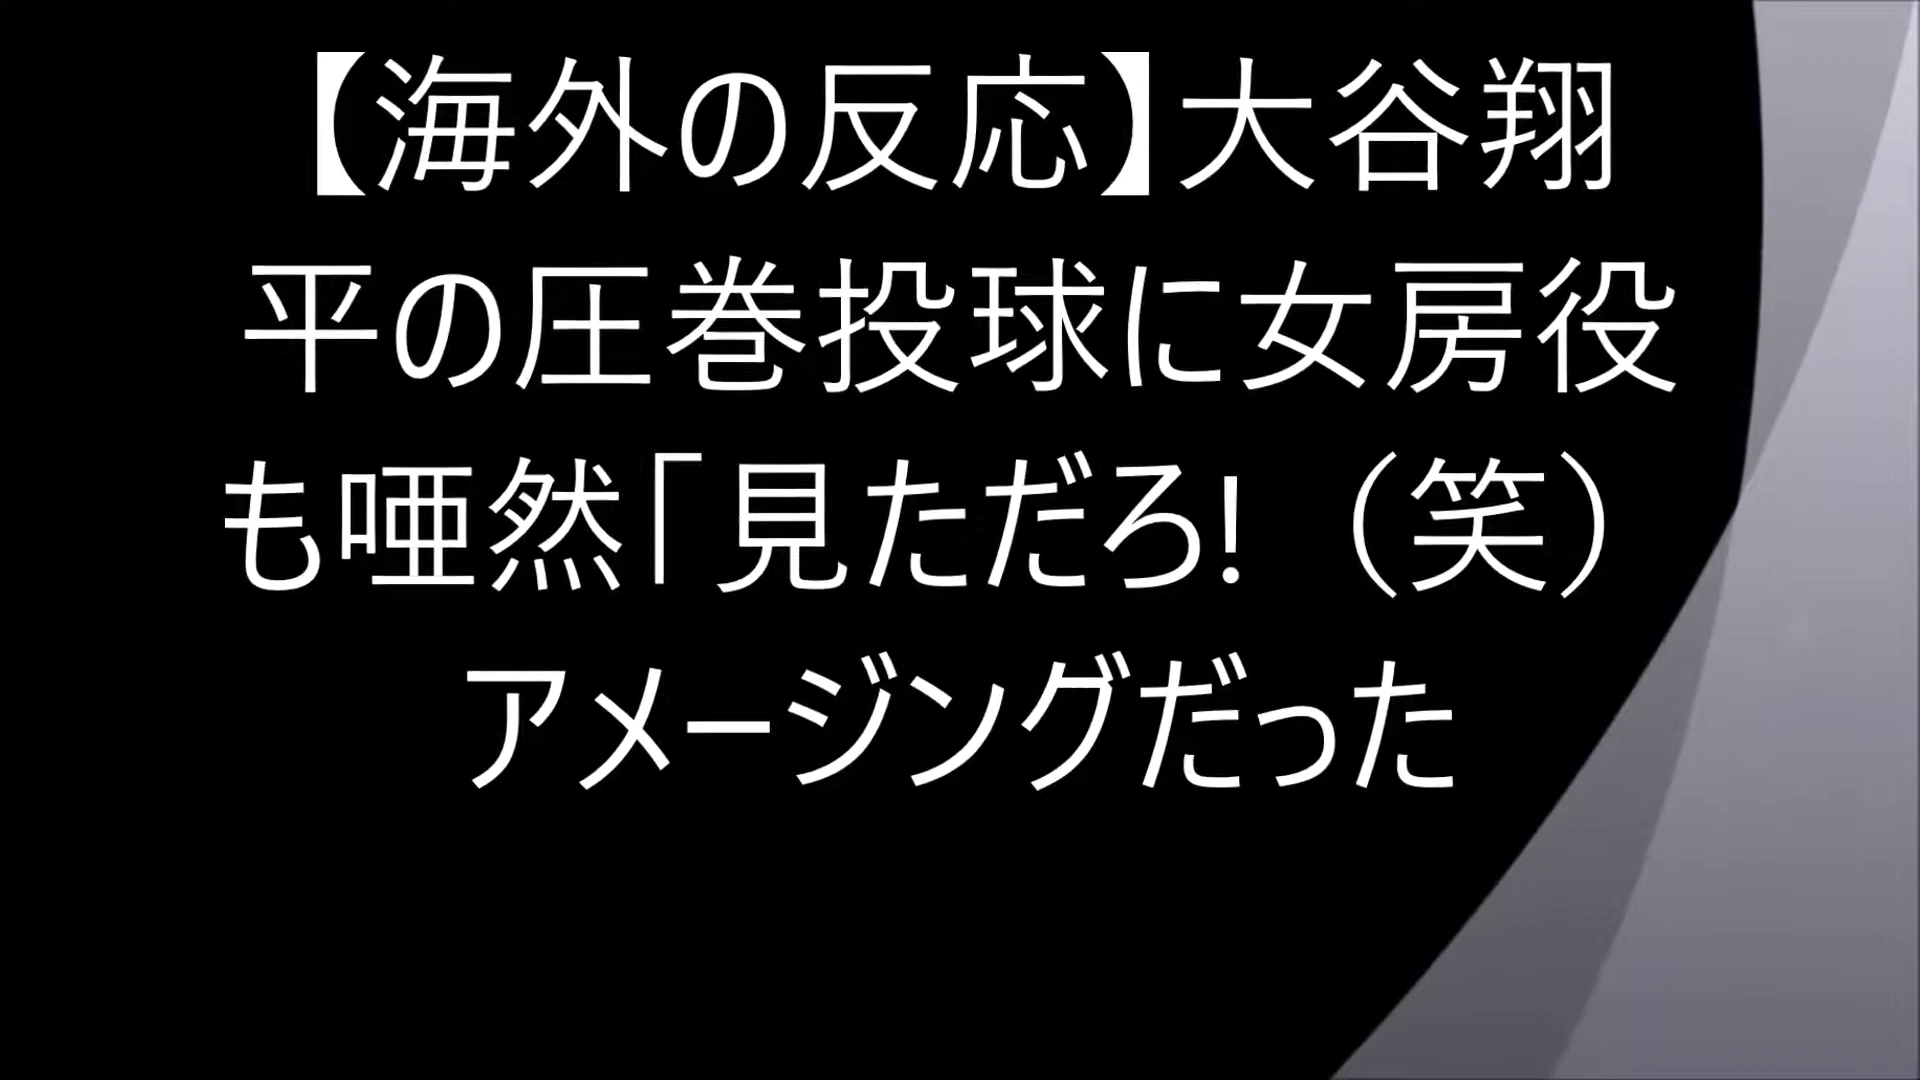 【海外の反応】大谷翔
平の圧巻投球に女房役
も唖然「見ただろ!（笑）
アメージングだった